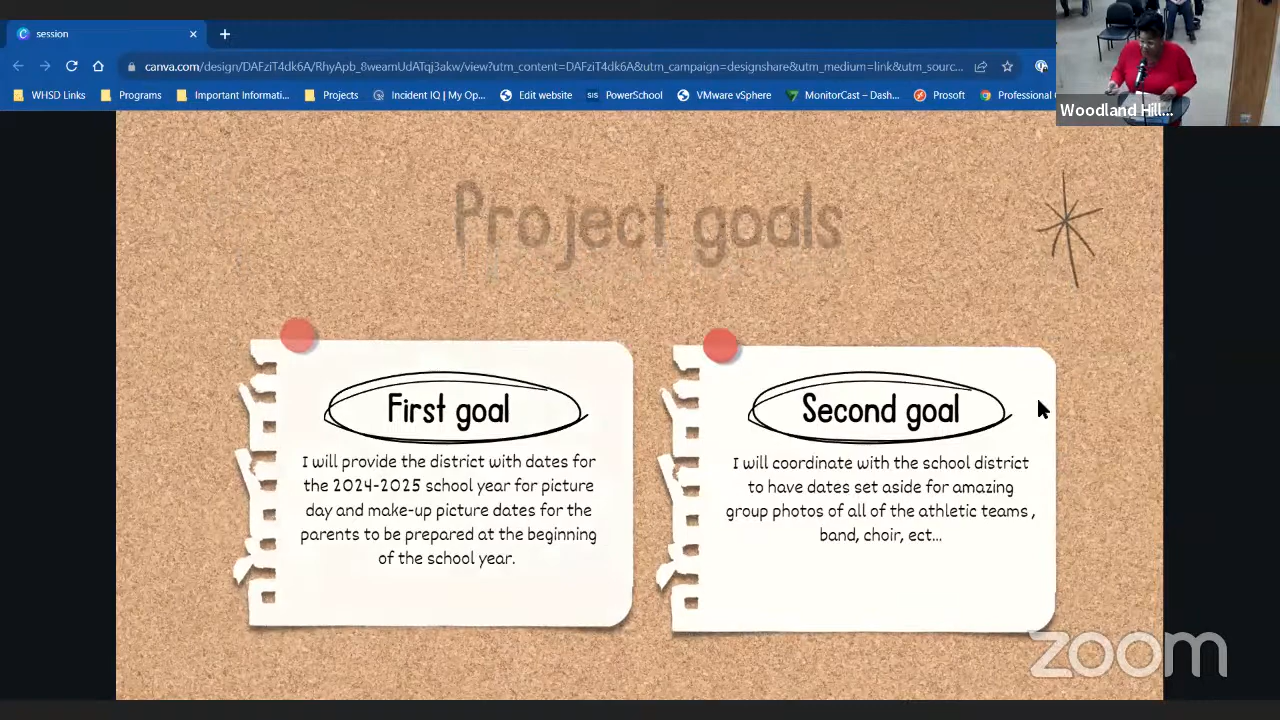 session
canva.com/design/DAFziT4dk6A/RhyApb_8weamUdATqj3akw/view?utm_content=DAFziT4dk6A&utm_campaign=designshare&utm_medium=link&utm_sourc...
WHSD Links Programs Important Informati... Projects Incident IQ | My Op... Edit website SIS PowerSchool VMware vSphere MonitorCast – Dash... Prosoft Professional
Woodland Hill...
Project goals
First goal
I will provide the district with dates for
the 2024-2025 school year for picture
day and make-up picture dates for the
parents to be prepared at the beginning
of the school year.
Second goal
I will coordinate with the school district
to have dates set aside for amazing
group photos of all of the athletic teams ,
band, choir, ect...
zoom